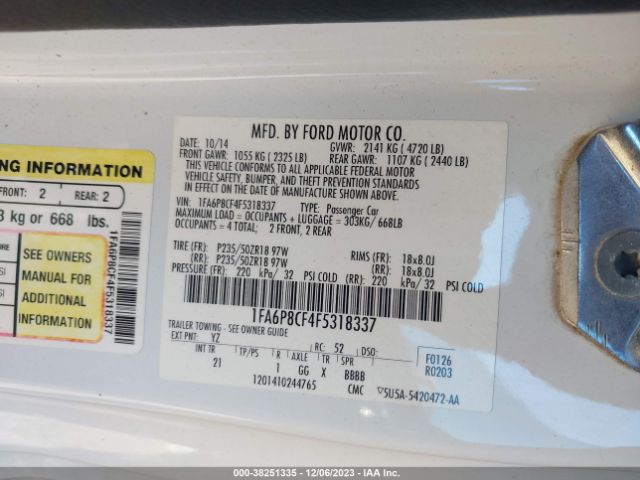 MFD. BY FORD MOTOR CO.
10/14 GVWR: 2141 KG ( 4720 LB)
FRONT GAWR: 1055 KG ( 2325 LB) REAR GAWR: 1107 KG ( 2440 LB)
THIS VEHICLE CONFORMS TO ALL APPLICABLE FEDERAL MOTOR
VEHICLE SAFETY, BUMPER, AND THEFT PREVENTION STANDARDS
IN EFFECT ON THE DATE OF MANUFACTURE SHOWN ABOVE.
VIN: 1FA6P8CF4F5318337 TYPE: Passenger Car
MAXIMUM LOAD = OCCUPANTS + LUGGAGE = 303KG/ 668LB
OCCUPANTS = 4 TOTAL; 2 FRONT, 2 REAR
TIRE (FR): P235/50ZR18 97W RIMS (FR): 18x8.0J
(RR): P235/50ZR18 97W (RR): 18x8.0J
PRESSURE (FR): 220 kPa/ 32 PSI COLD (RR): 220 kPa/ 32 PSI COLD
1FA6P8CF4F5318337
TRAILER TOWING - SEE OWNER GUIDE
EXT PNT: YZ RC: 52 DSO:
F0126
R0203
INT TR TP/PS R AXLE TR SPR
21 1 GG X BBBB
1201410244765 CMC 5U5A-5420472-AA
NG INFORMATION
FRONT: 2 REAR: 2
3 kg or 668 lbs.
SEE OWNERS
MANUAL FOR
ADDITIONAL
INFORMATION
1FA6P8CF4F5318337
000-38251335 - 12/06/2023 - IAA Inc.